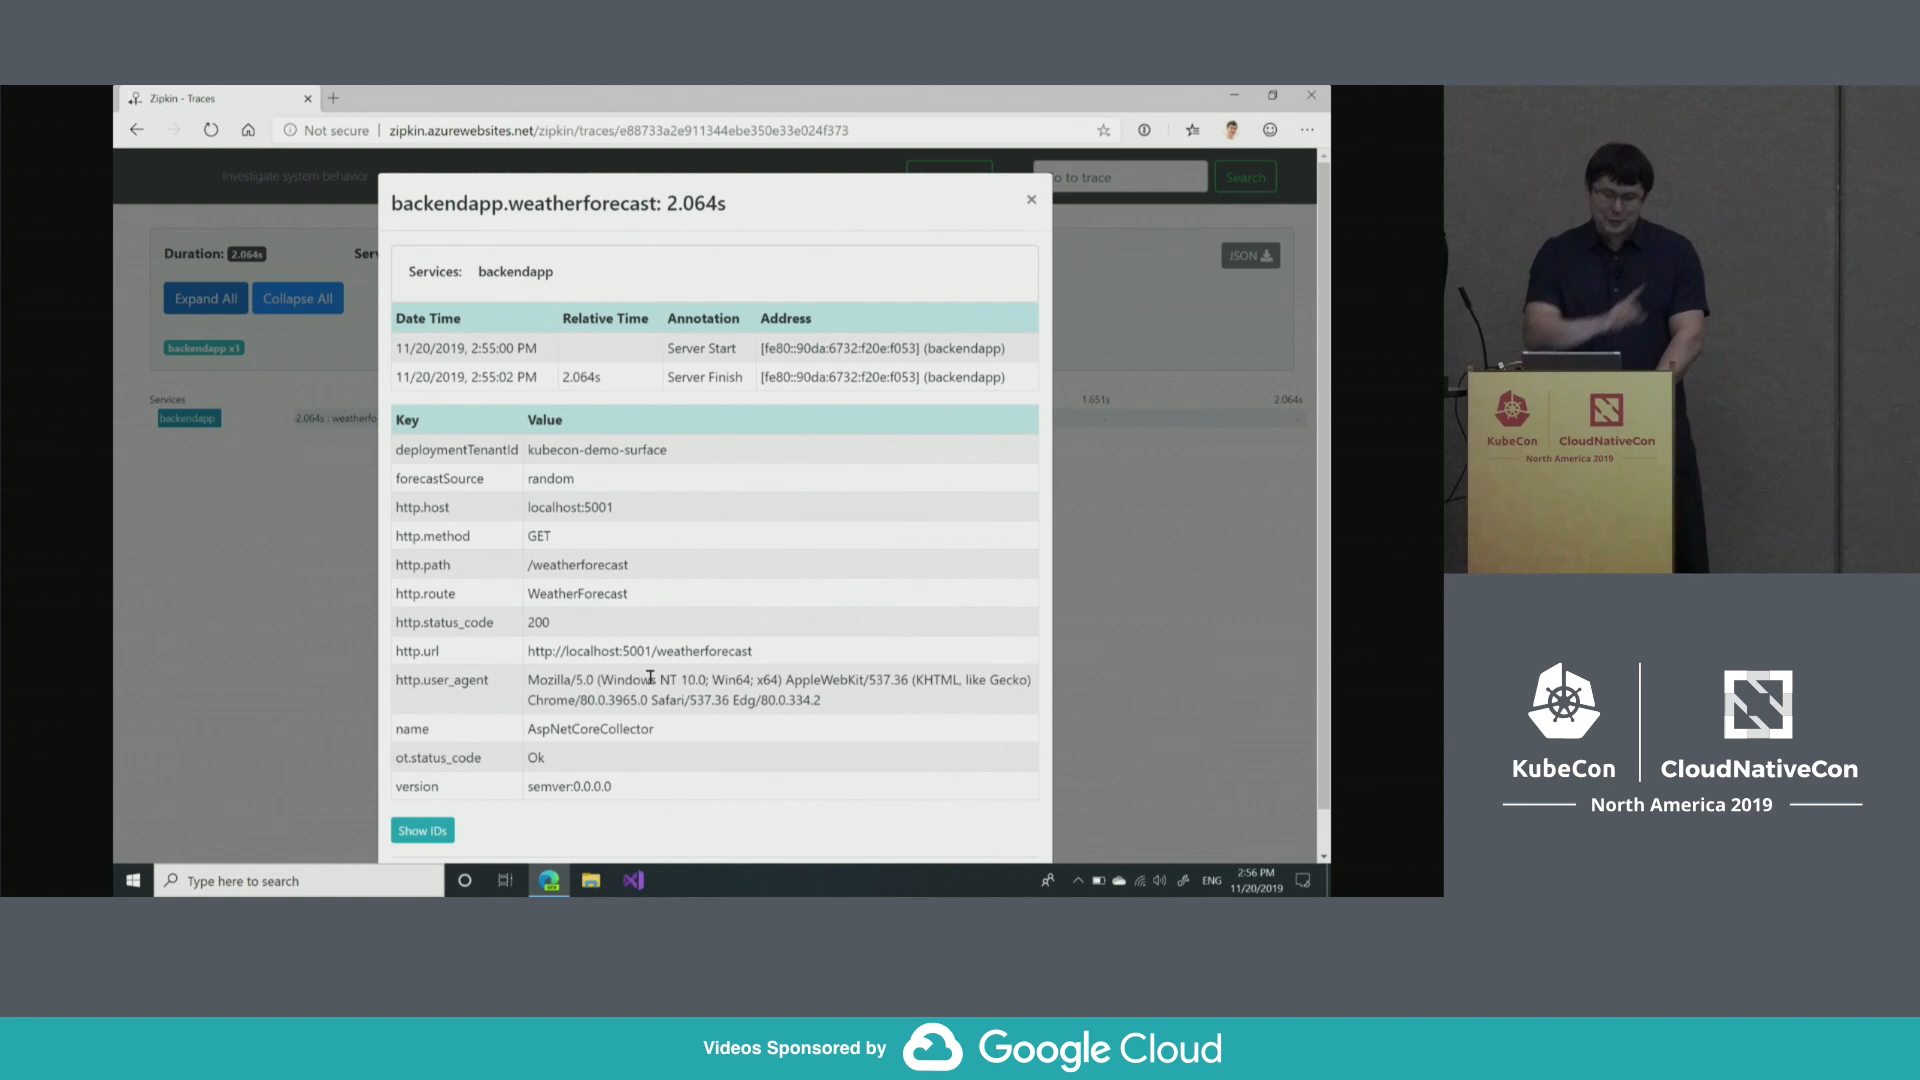 Zipkin - Traces
Not secure | zipkin.azurewebsites.net/zipkin/traces/e88733a2e911344ebe350e33e024f373
Investigate system behavior
o to trace
Search
backendapp.weatherforecast: 2.064s
Duration: 2.064s
Ser
JSON
Expand All
Collapse All
backendapp x1
Services
backendapp
2.064s : weatherfo
1.651s
2.064s
Services: backendapp
Date Time Relative Time Annotation Address
11/20/2019, 2:55:00 PM Server Start [fe80::90da:6732:f20e:f053] (backendapp)
11/20/2019, 2:55:02 PM 2.064s Server Finish [fe80::90da:6732:f20e:f053] (backendapp)
Key Value
deploymentTenantId kubecon-demo-surface
forecastSource random
http.host localhost:5001
http.method GET
http.path /weatherforecast
http.route WeatherForecast
http.status_code 200
http.url http://localhost:5001/weatherforecast
http.user_agent Mozilla/5.0 (Windows NT 10.0; Win64; x64) AppleWebKit/537.36 (KHTML, like Gecko)
Chrome/80.0.3965.0 Safari/537.36 Edg/80.0.334.2
name AspNetCoreCollector
ot.status_code Ok
version semver:0.0.0.0
Show IDs
Type here to search
ENG
2:56 PM
11/20/2019
KubeCon CloudNativeCon
North America 2019
KubeCon CloudNativeCon
North America 2019
Videos Sponsored by Google Cloud